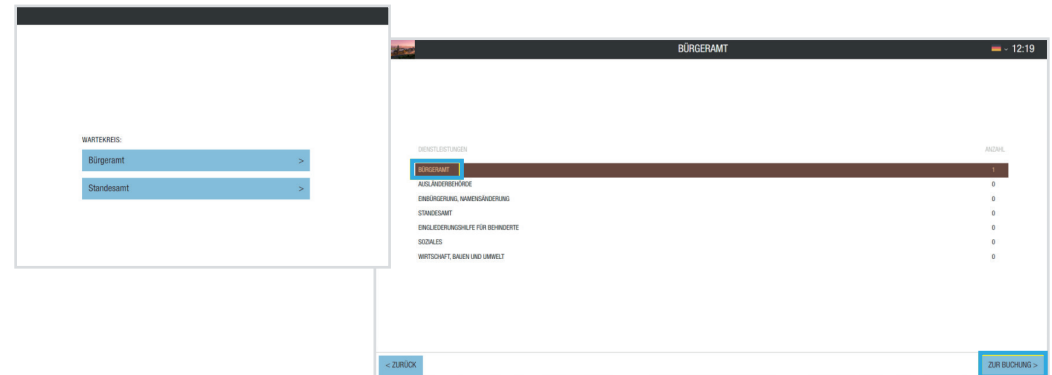 WARTEKREIS:
Bürgeramt >
Standesamt >
BÜRGERAMT
12:19
DIENSTLEISTUNGEN ANZAHL
BÜRGERAMT 1
AUSLÄNDERBEHÖRDE 0
EINBÜRGERUNG, NAMENSÄNDERUNG 0
STANDESAMT 0
EINGLIEDERUNGSHILFE FÜR BEHINDERTE 0
SOZIALES 0
WIRTSCHAFT, BAUEN UND UMWELT 0
< ZURÜCK
ZUR BUCHUNG >